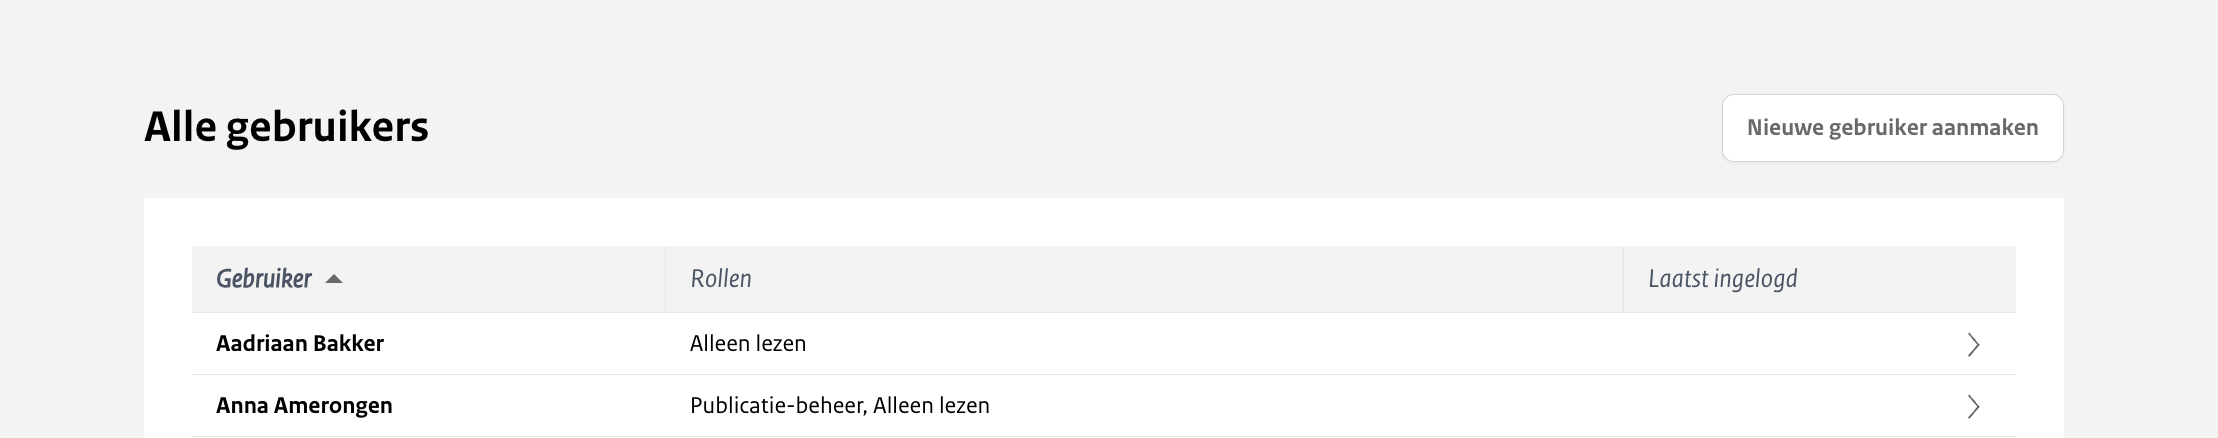 Alle gebruikers
Nieuwe gebruiker aanmaken
Gebruiker Rollen Laatst ingelogd
Aadriaan Bakker Alleen lezen
Anna Amerongen Publicatie-beheer, Alleen lezen